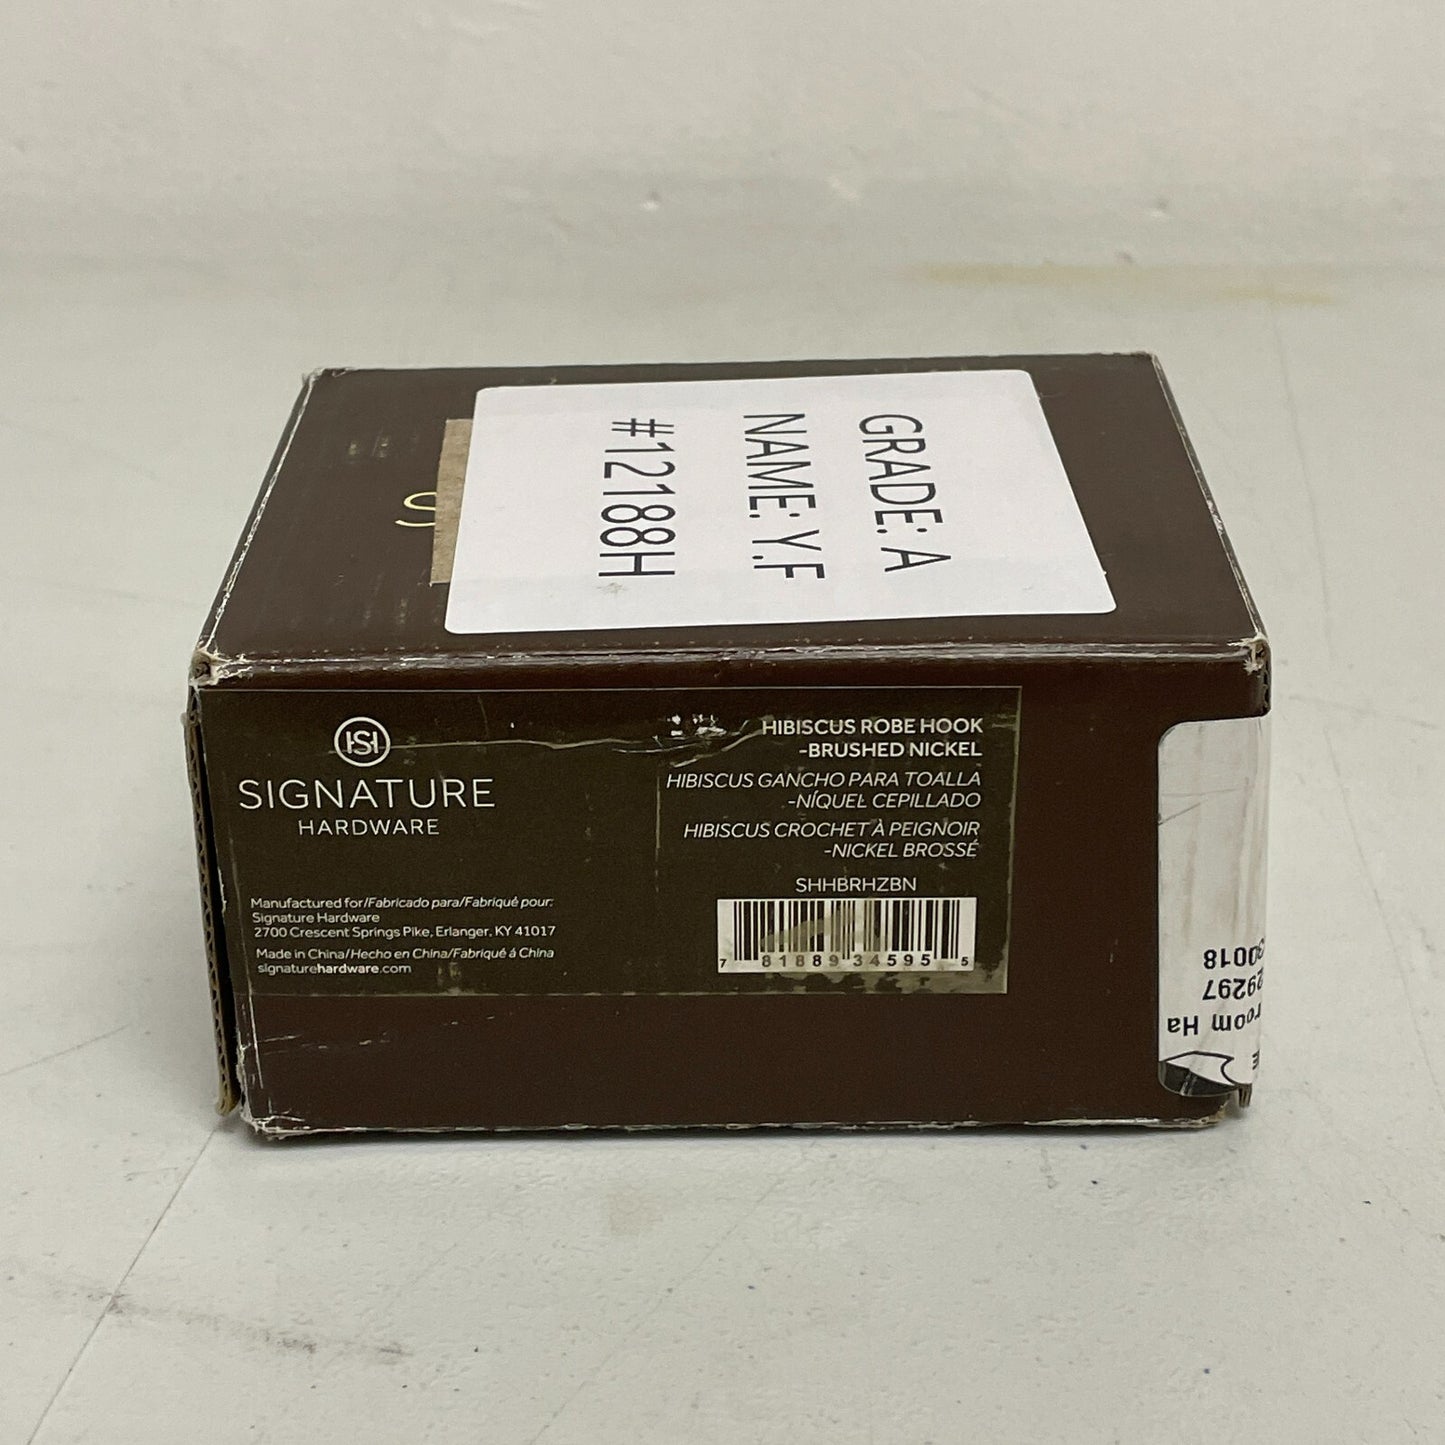 GRADE: A
NAME: Y.F
#12188H
S
SIGNATURE
HARDWARE
Manufactured for/Fabricado para/Fabriqué pour:
Signature Hardware
2700 Crescent Springs Pike, Erlanger, KY 41017
Made in China/Hecho en China/Fabriqué á China
signaturehardware.com
HIBISCUS ROBE HOOK
-BRUSHED NICKEL
HIBISCUS GANCHO PARA TOALLA
-NÍQUEL CEPILLADO
HIBISCUS CROCHET À PEIGNOIR
-NICKEL BROSSÉ
SHHBRHZBN
7 81889 34595 5
room Ha
29297
30018